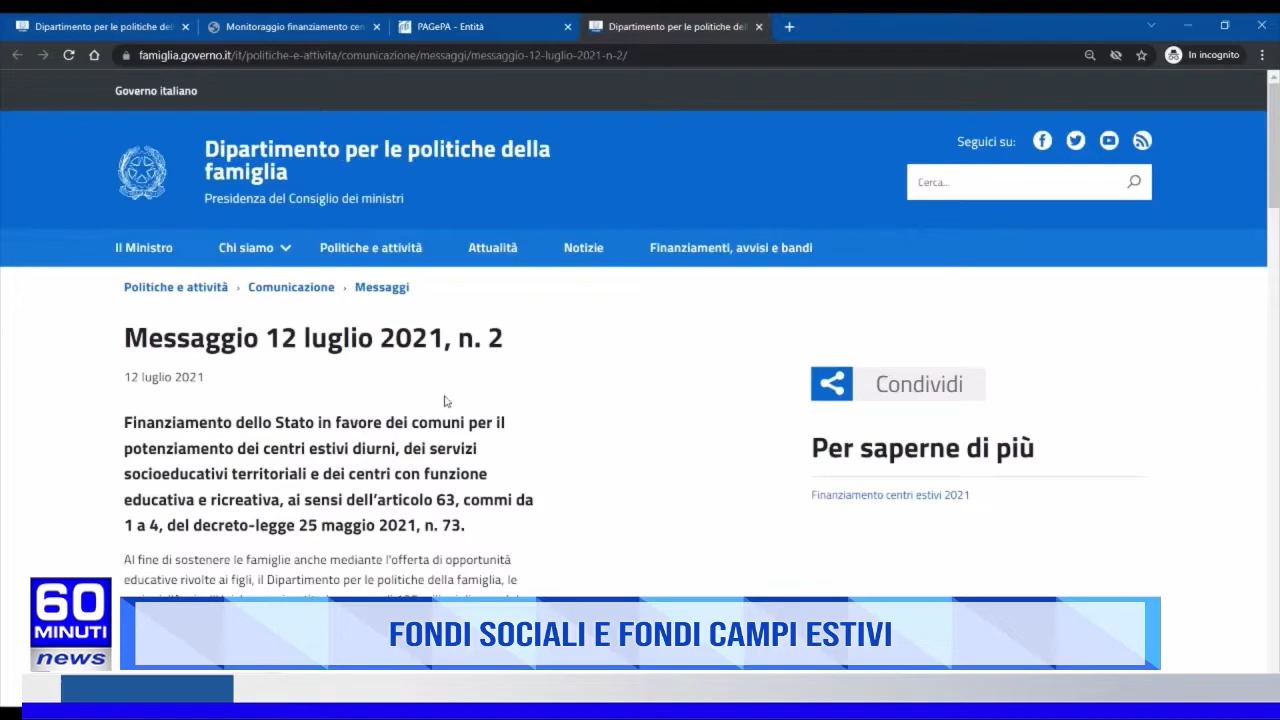 Dipartimento per le politiche del
Monitoraggio finanziamento cen
PAGePA - Entità
Dipartimento per le politiche del
famiglia.governo.it/it/politiche-e-attivita/comunicazione/messaggi/messaggio-12-luglio-2021-n-2/
In incognito
Governo italiano
Dipartimento per le politiche della
famiglia
Presidenza del Consiglio dei ministri
Seguici su:
Cerca...
Il Ministro
Chi siamo
Politiche e attività
Attualità
Notizie
Finanziamenti, avvisi e bandi
Politiche e attività › Comunicazione › Messaggi
Messaggio 12 luglio 2021, n. 2
12 luglio 2021
Condividi
Finanziamento dello Stato in favore dei comuni per il
potenziamento dei centri estivi diurni, dei servizi
socioeducativi territoriali e dei centri con funzione
educativa e ricreativa, ai sensi dell'articolo 63, commi da
1 a 4, del decreto-legge 25 maggio 2021, n. 73.
Per saperne di più
Finanziamento centri estivi 2021
Al fine di sostenere le famiglie anche mediante l'offerta di opportunità
educative rivolte ai figli, il Dipartimento per le politiche della famiglia, le
60
MINUTI
news
FONDI SOCIALI E FONDI CAMPI ESTIVI